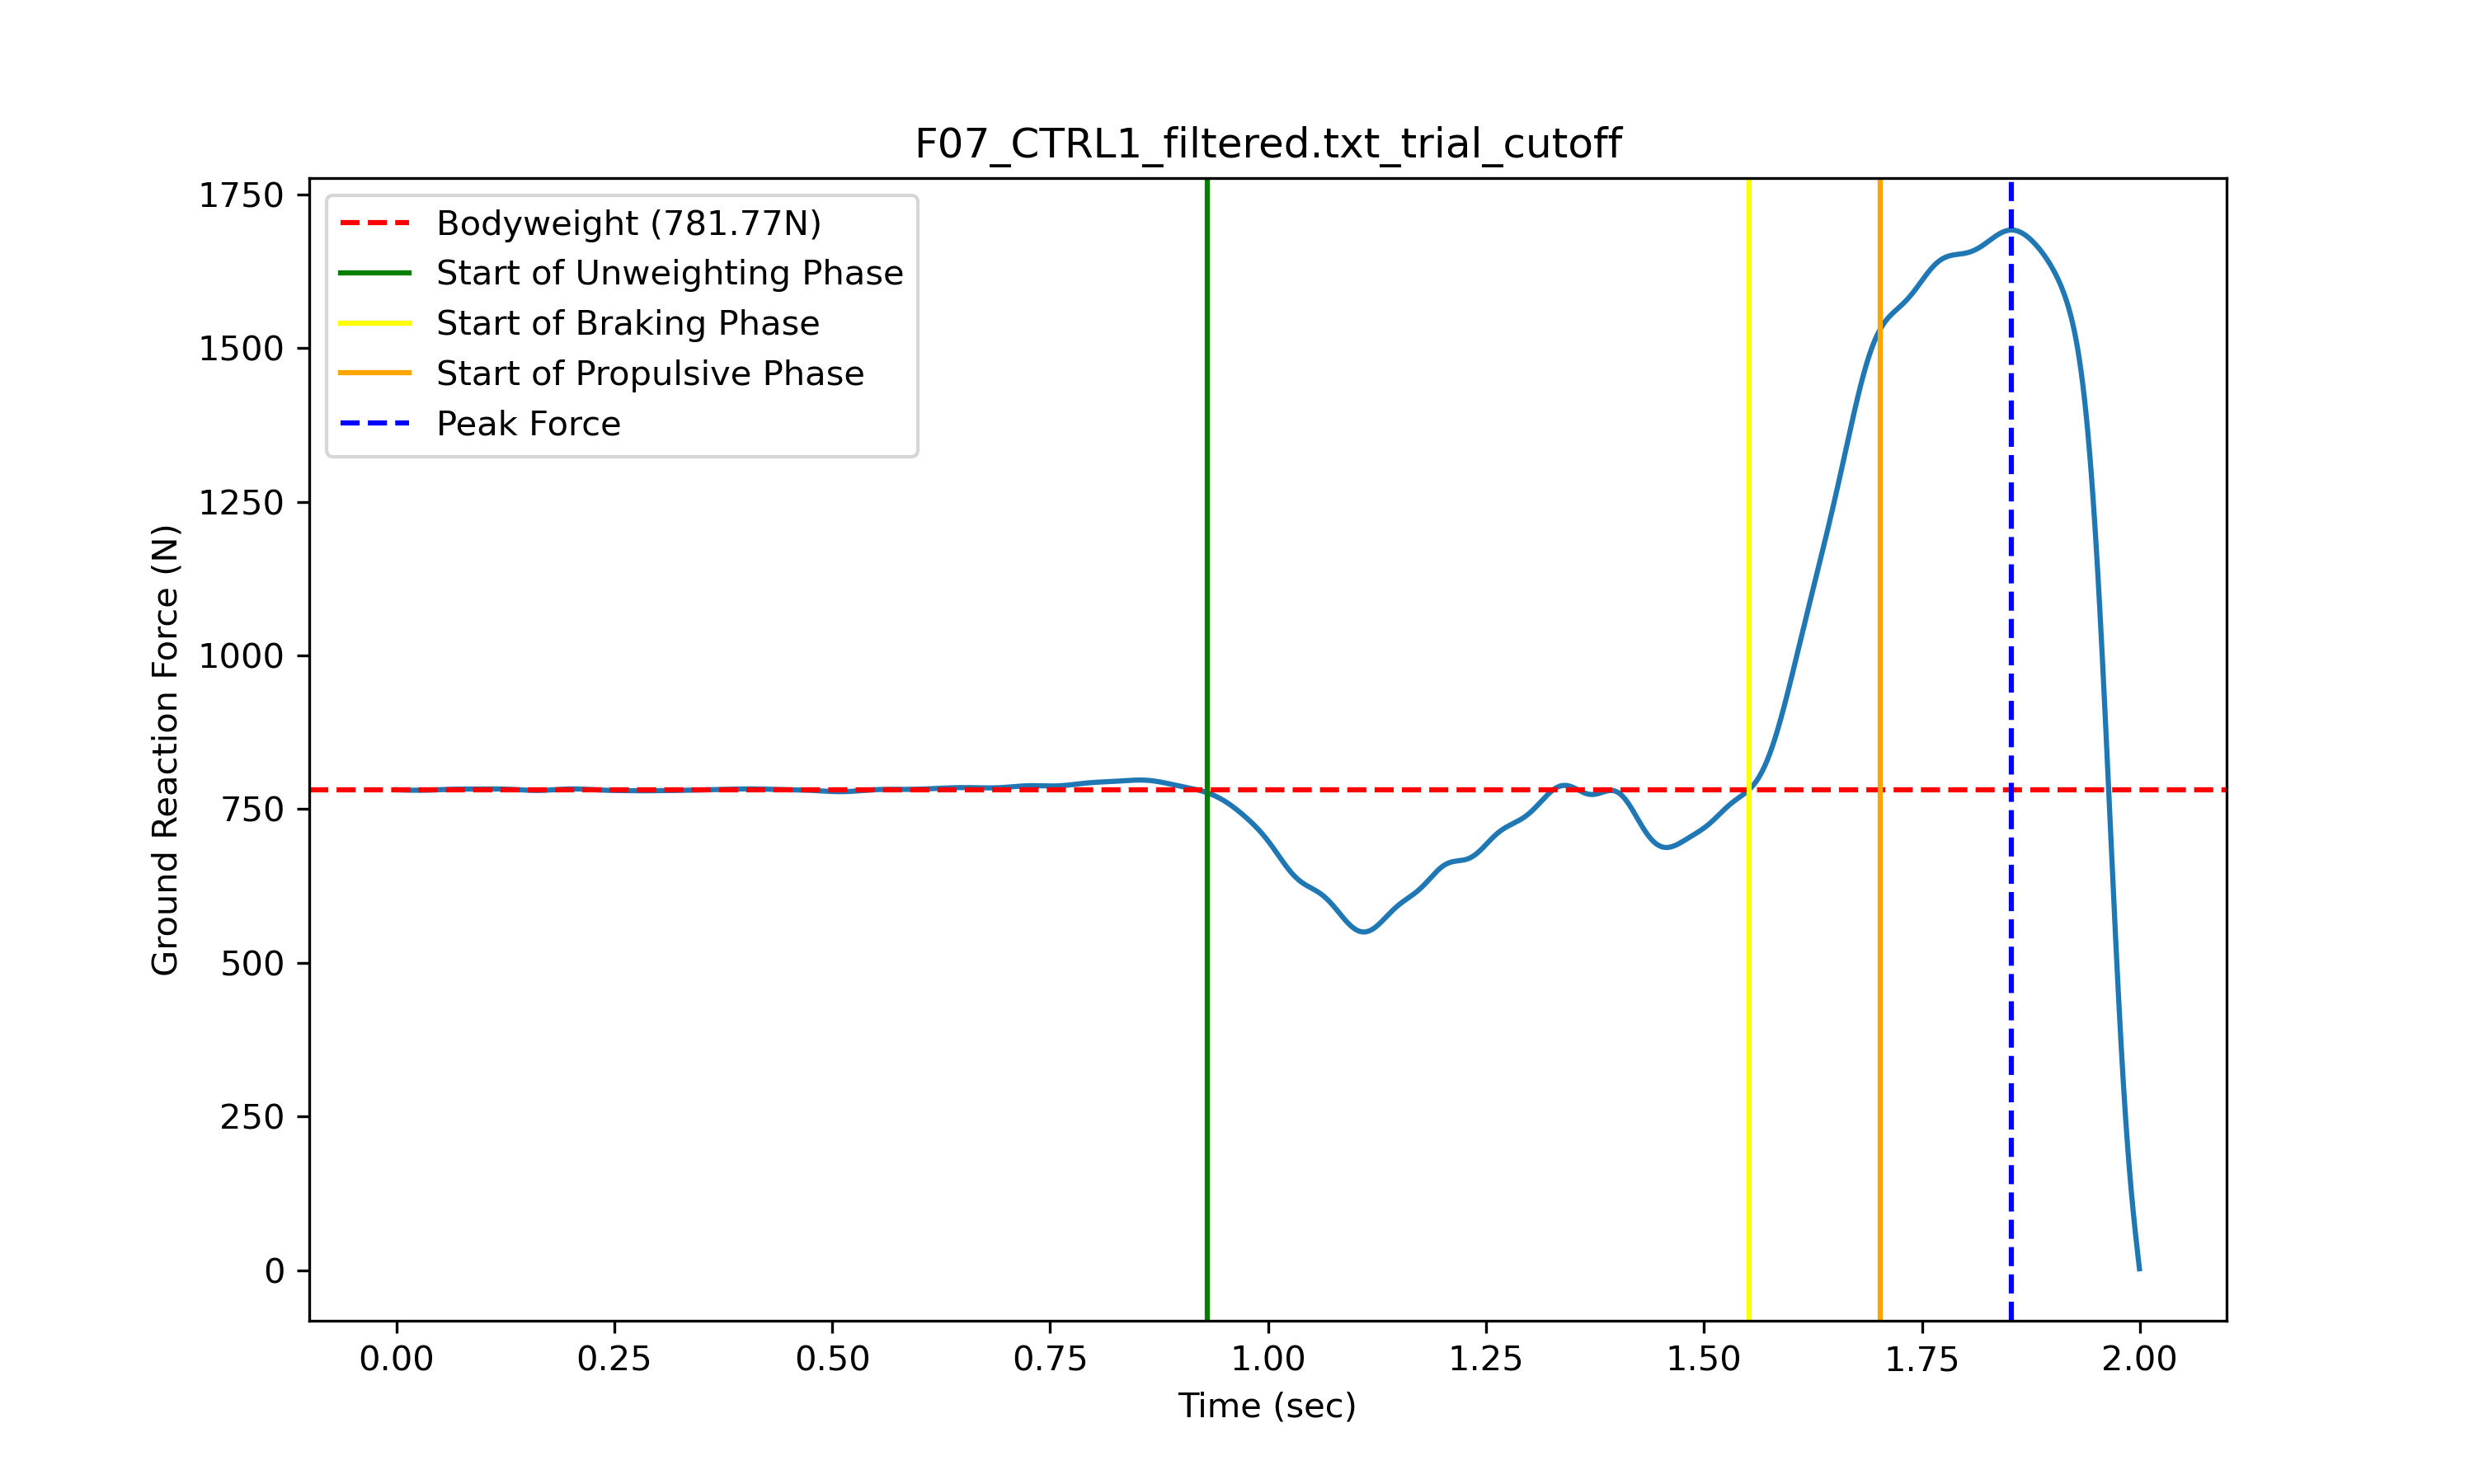 F07_CTRL1_filtered.txt_trial_cutoff
1750
1500
1250
1000
750
500
250
0
Ground Reaction Force (N)
Bodyweight (781.77N)
Start of Unweighting Phase
Start of Braking Phase
Start of Propulsive Phase
Peak Force
0.00 0.25 0.50 0.75 1.00 1.25 1.50 1.75 2.00
Time (sec)